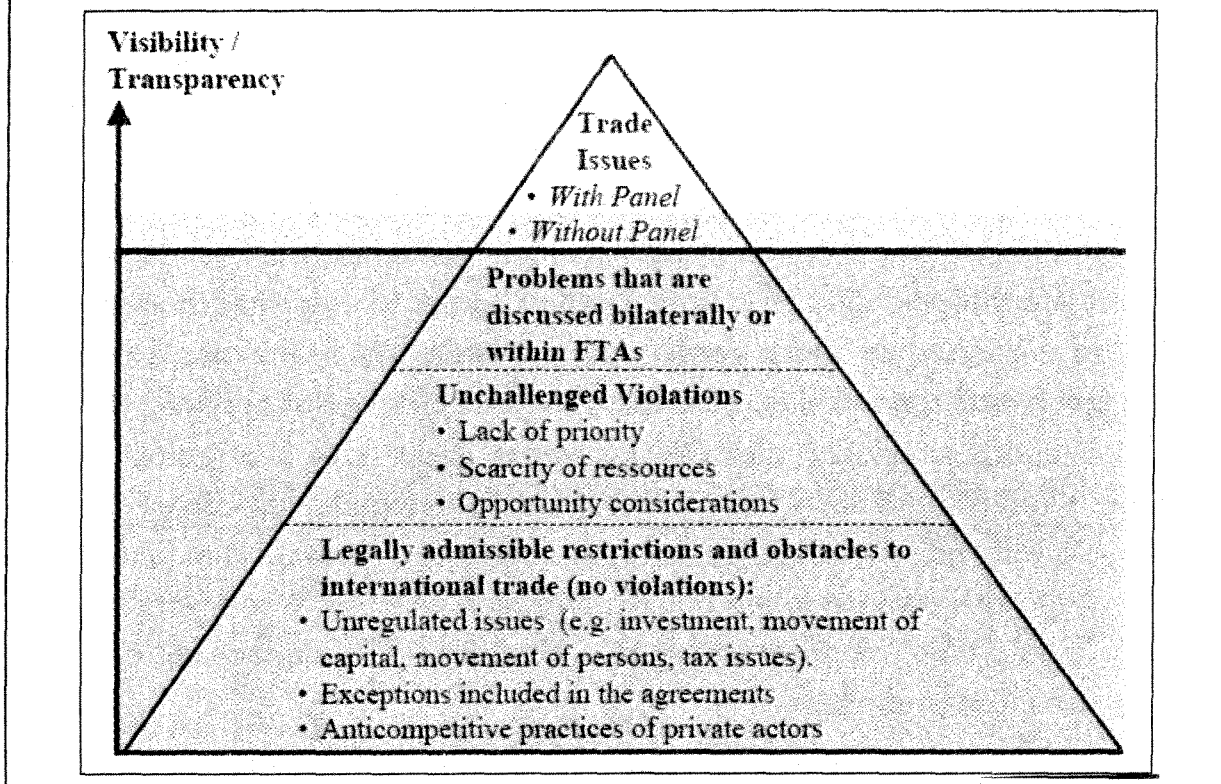 Visibility /
Transparency
Trade
Issues
• With Panel
• Without Panel
Problems that are
discussed bilaterally or
within FTAs
Unchallenged Violations
• Lack of priority
• Scarcity of ressources
• Opportunity considerations
Legally admissible restrictions and obstacles to
international trade (no violations):
• Unregulated issues (e.g. investment, movement of
capital, movement of persons, tax issues).
• Exceptions included in the agreements
• Anticompetitive practices of private actors